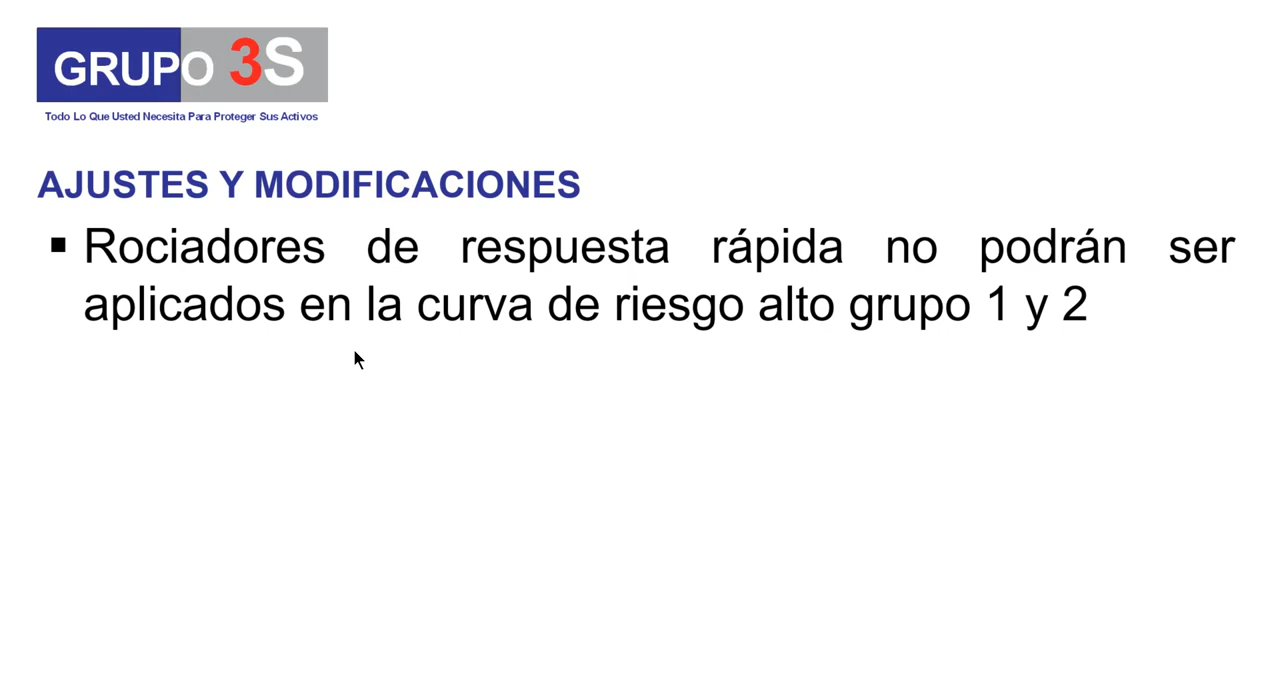 GRUPO 3S
Todo Lo Que Usted Necesita Para Proteger Sus Activos
AJUSTES Y MODIFICACIONES
▪ Rociadores de respuesta rápida no podrán ser
aplicados en la curva de riesgo alto grupo 1 y 2